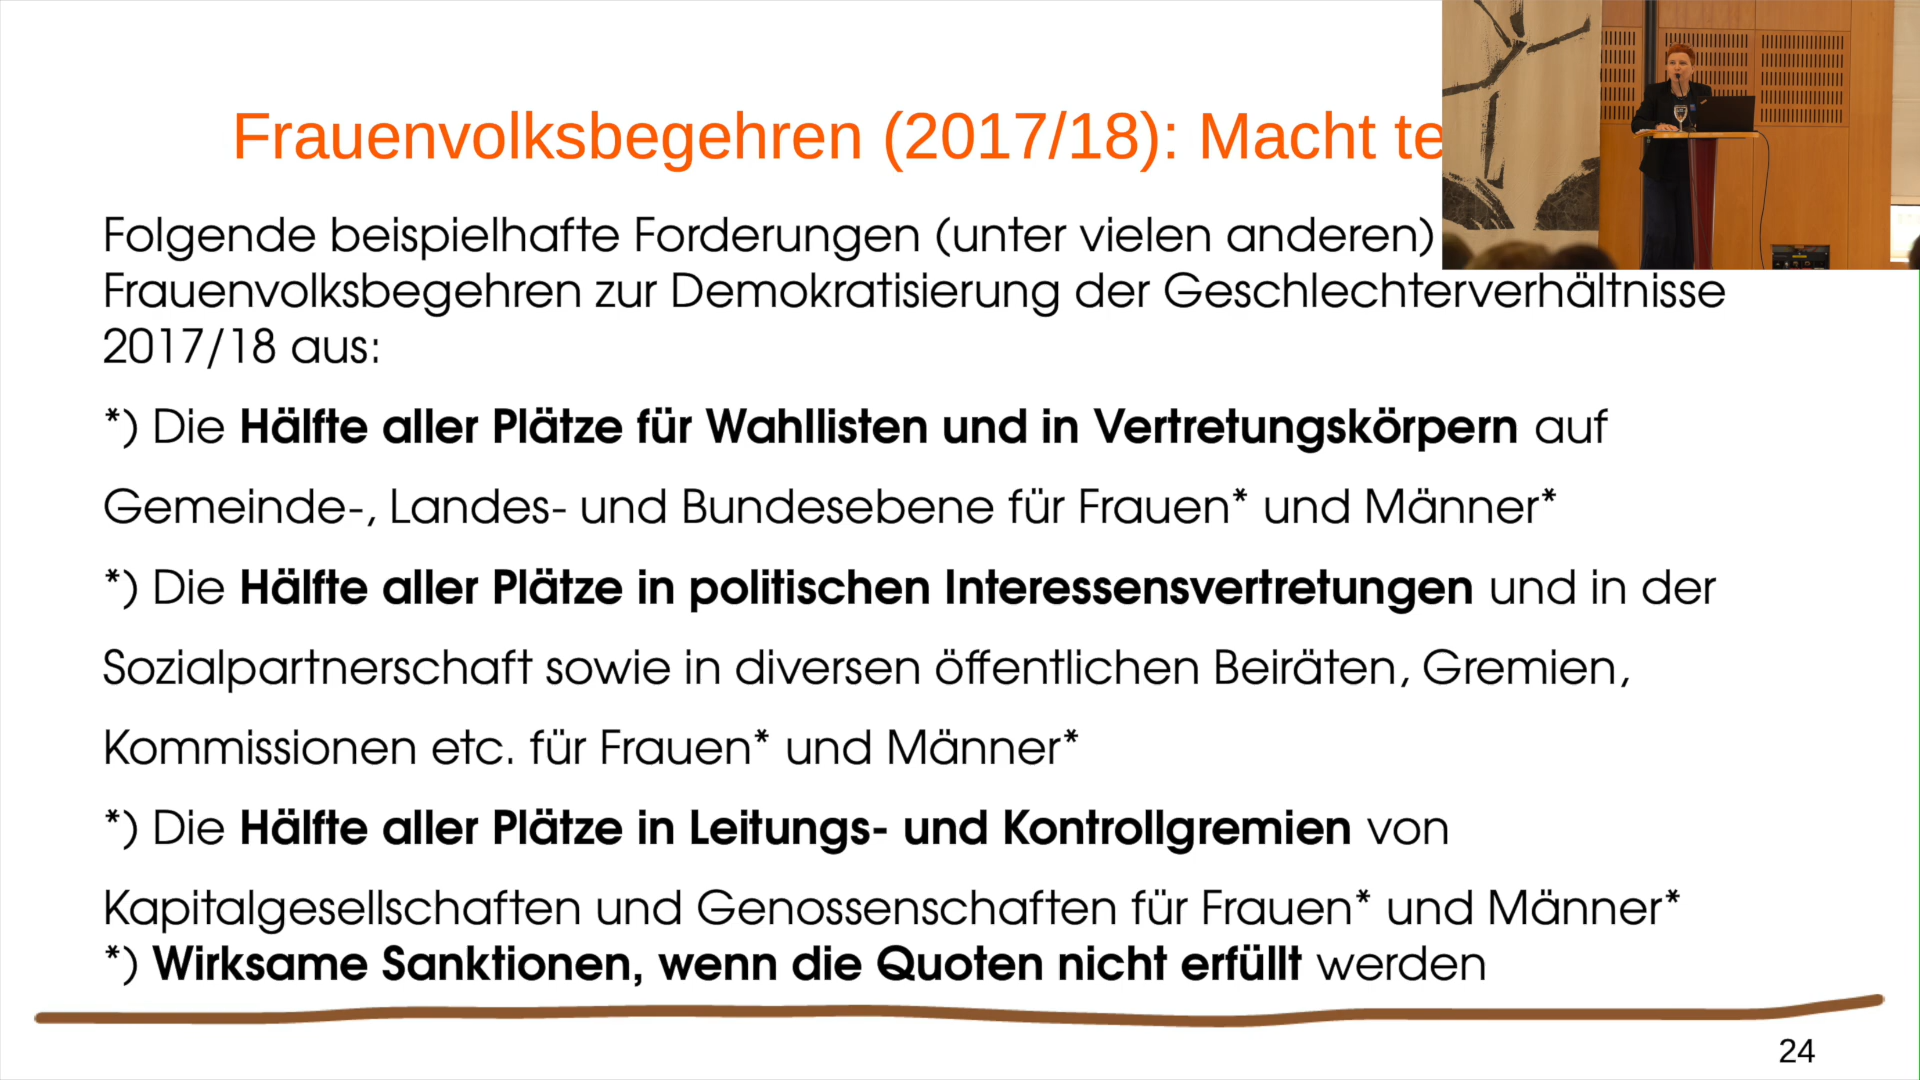 Frauenvolksbegehren (2017/18): Macht te
Folgende beispielhafte Forderungen (unter vielen anderen)
Frauenvolksbegehren zur Demokratisierung der Geschlechterverhältnisse
2017/18 aus:
*) Die Hälfte aller Plätze für Wahllisten und in Vertretungskörpern auf
Gemeinde-, Landes- und Bundesebene für Frauen* und Männer*
*) Die Hälfte aller Plätze in politischen Interessensvertretungen und in der
Sozialpartnerschaft sowie in diversen öffentlichen Beiräten, Gremien,
Kommissionen etc. für Frauen* und Männer*
*) Die Hälfte aller Plätze in Leitungs- und Kontrollgremien von
Kapitalgesellschaften und Genossenschaften für Frauen* und Männer*
*) Wirksame Sanktionen, wenn die Quoten nicht erfüllt werden
24